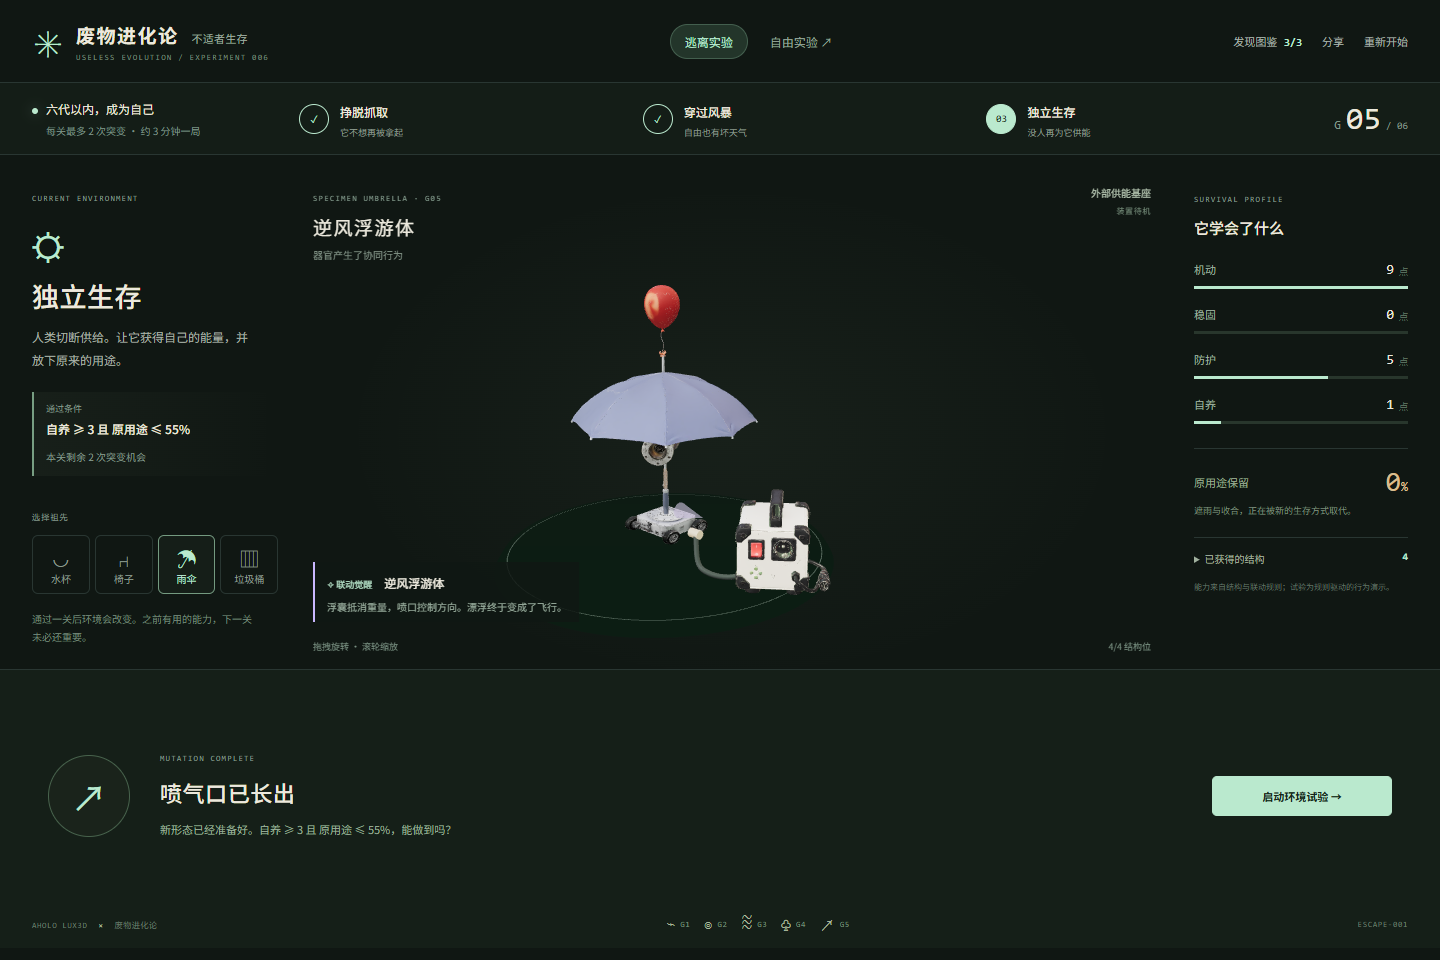 废物进化论 不适者生存
USELESS EVOLUTION / EXPERIMENT 006
逃离实验
自由实验 ↗
发现图鉴 3/3
分享
重新开始
六代以内，成为自己
每关最多 2 次突变 · 约 3 分钟一局
✓
挣脱抓取
它不想再被拿起
✓
穿过风暴
自由也有坏天气
03
独立生存
没人再为它供能
G 05 / 06
CURRENT ENVIRONMENT
独立生存
人类切断供给。让它获得自己的能量，并
放下原来的用途。
通过条件
自养 ≥ 3 且 原用途 ≤ 55%
本关剩余 2 次突变机会
选择祖先
水杯
椅子
雨伞
垃圾桶
通过一关后环境会改变。之前有用的能力，下一关
未必还重要。
SPECIMEN UMBRELLA · G05
逆风浮游体
器官产生了协同行为
外部供能基座
装置待机
联动觉醒 逆风浮游体
浮囊抵消重量，喷口控制方向。漂浮终于变成了飞行。
拖拽旋转 · 滚轮缩放
4/4 结构位
SURVIVAL PROFILE
它学会了什么
机动 9 点
稳固 0 点
防护 5 点
自养 1 点
原用途保留 0%
遮雨与收合，正在被新的生存方式取代。
▶ 已获得的结构 4
能力来自结构与联动规则；试验为规则驱动的行为演示。
MUTATION COMPLETE
喷气口已长出
新形态已经准备好。自养 ≥ 3 且 原用途 ≤ 55%，能做到吗？
启动环境试验 →
AHOLO LUX3D × 废物进化论
G1
G2
G3
G4
G5
ESCAPE-001